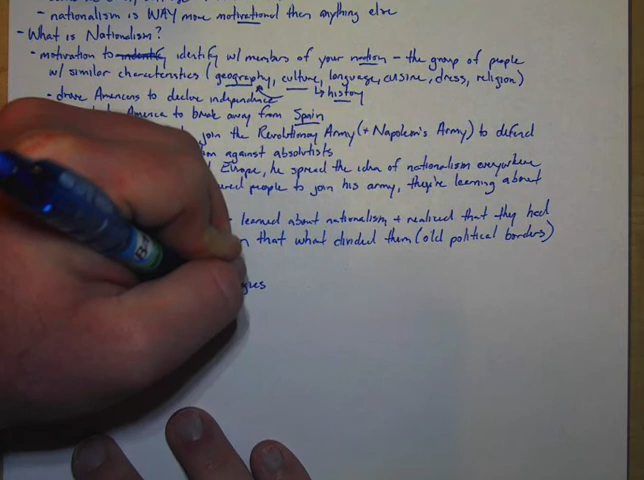 - nationalism is WAY more motivational then anything else
- What is Nationalism?
- motivation to identify w/ members of your nation - the group of people
w/ similar characteristics (geography, culture, language, cuisine, dress, religion)
- drove Americans to declare independence
history
America to break away from Spain
join the Revolutionary Army (+ Napoleon's Army) to defend
against absolutists
Europe, he spread the idea of nationalism everywhere
people to join his army, they're learning about
- learned about nationalism + realized that they had
that what divided them (old political borders)